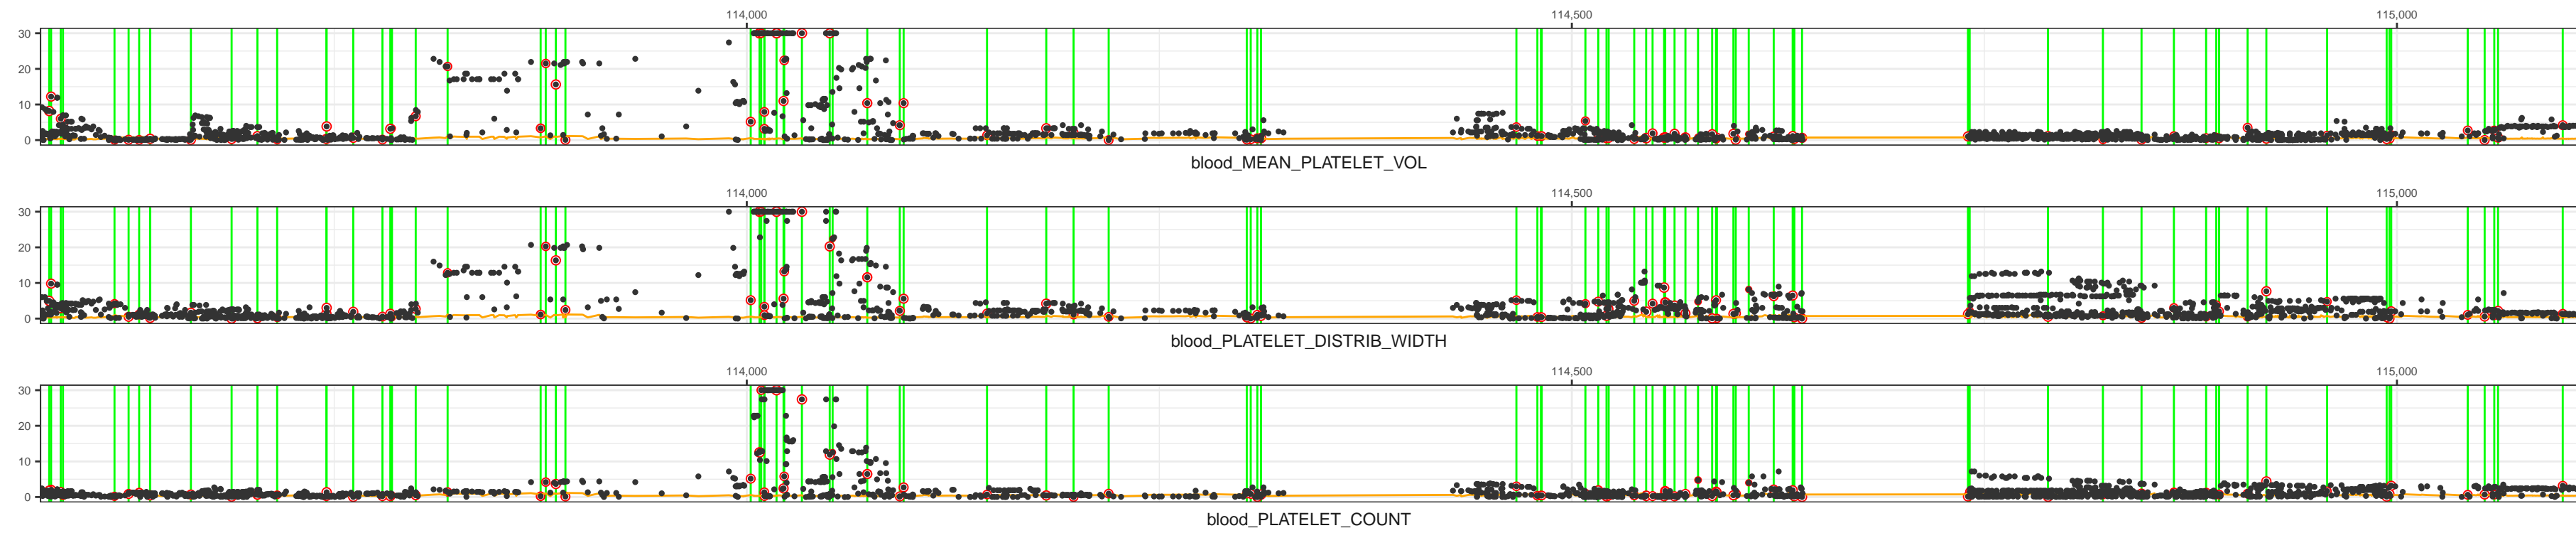 114,000 114,500 115,000
30
20
10
0
blood_MEAN_PLATELET_VOL
114,000 114,500 115,000
30
20
10
0
blood_PLATELET_DISTRIB_WIDTH
114,000 114,500 115,000
30
20
10
0
blood_PLATELET_COUNT